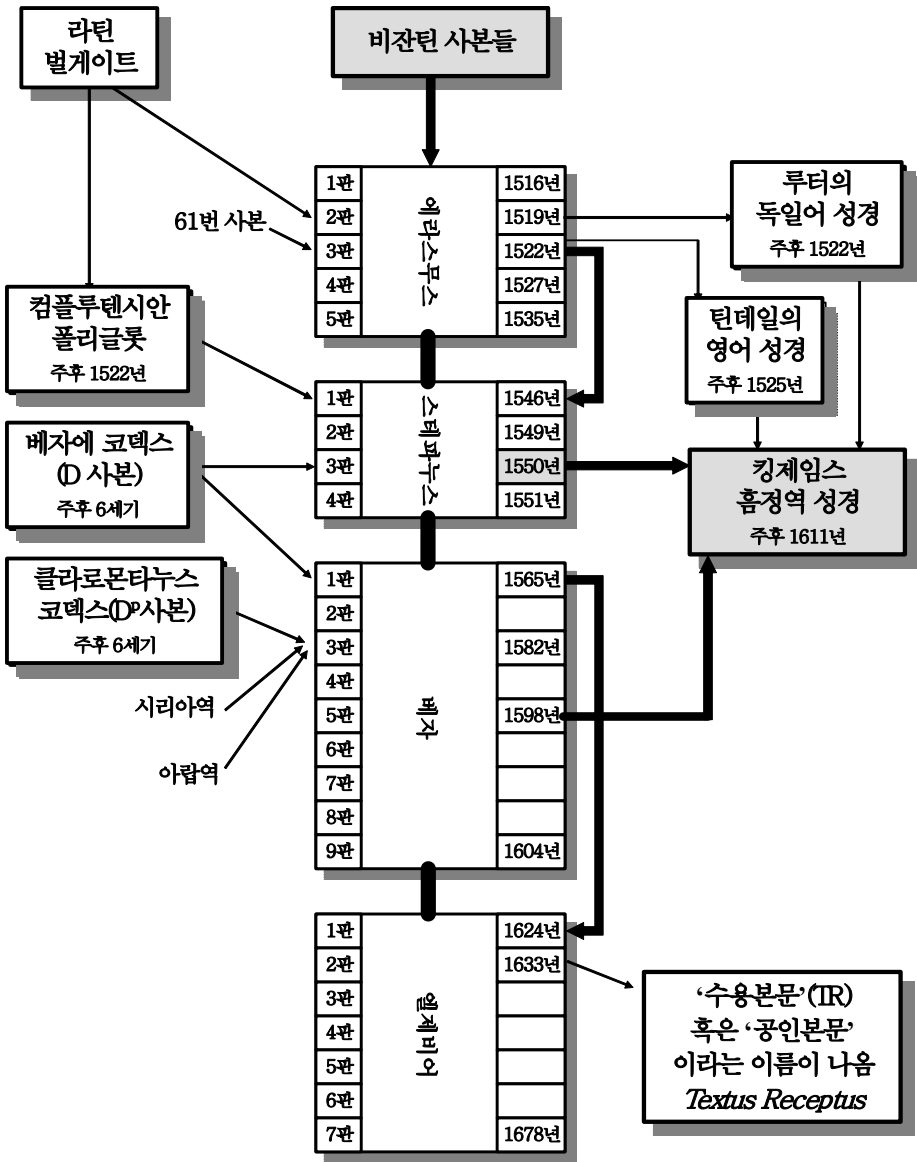 라틴
벌게이트
비잔틴 사본들
1판
2판
3판
4판
5판
에라스무스
1516년
1519년
1522년
1527년
1535년
61번 사본
루터의
독일어 성경
주후 1522년
컴플루텐시안
폴리글롯
주후 1522년
틴데일의
영어 성경
주후 1525년
1판
2판
3판
4판
스테파누스
1546년
1549년
1550년
1551년
베자에 코덱스
(D 사본)
주후 6세기
킹제임스
흠정역 성경
주후 1611년
클라로몬타누스
코덱스(Dᵖ사본)
주후 6세기
시리아역
아랍역
1판
2판
3판
4판
5판
6판
7판
8판
9판
베자
1565년
1582년
1598년
1604년
1판
2판
3판
4판
5판
6판
7판
엘제비어
1624년
1633년
1678년
‘수용본문’(TR)
혹은 ‘공인본문’
이라는 이름이 나옴
Textus Receptus